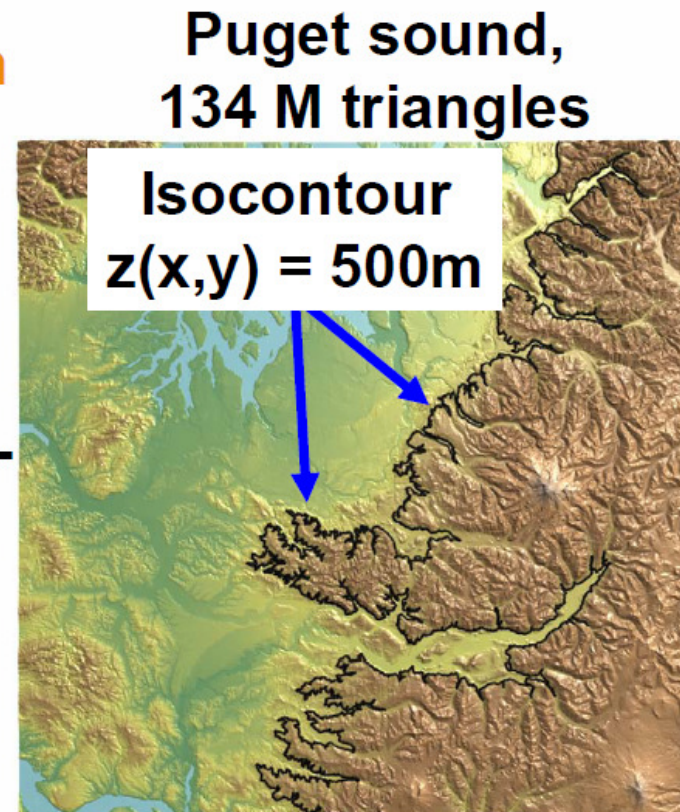 Puget sound,
134 M triangles
Isocontour
z(x,y) = 500m